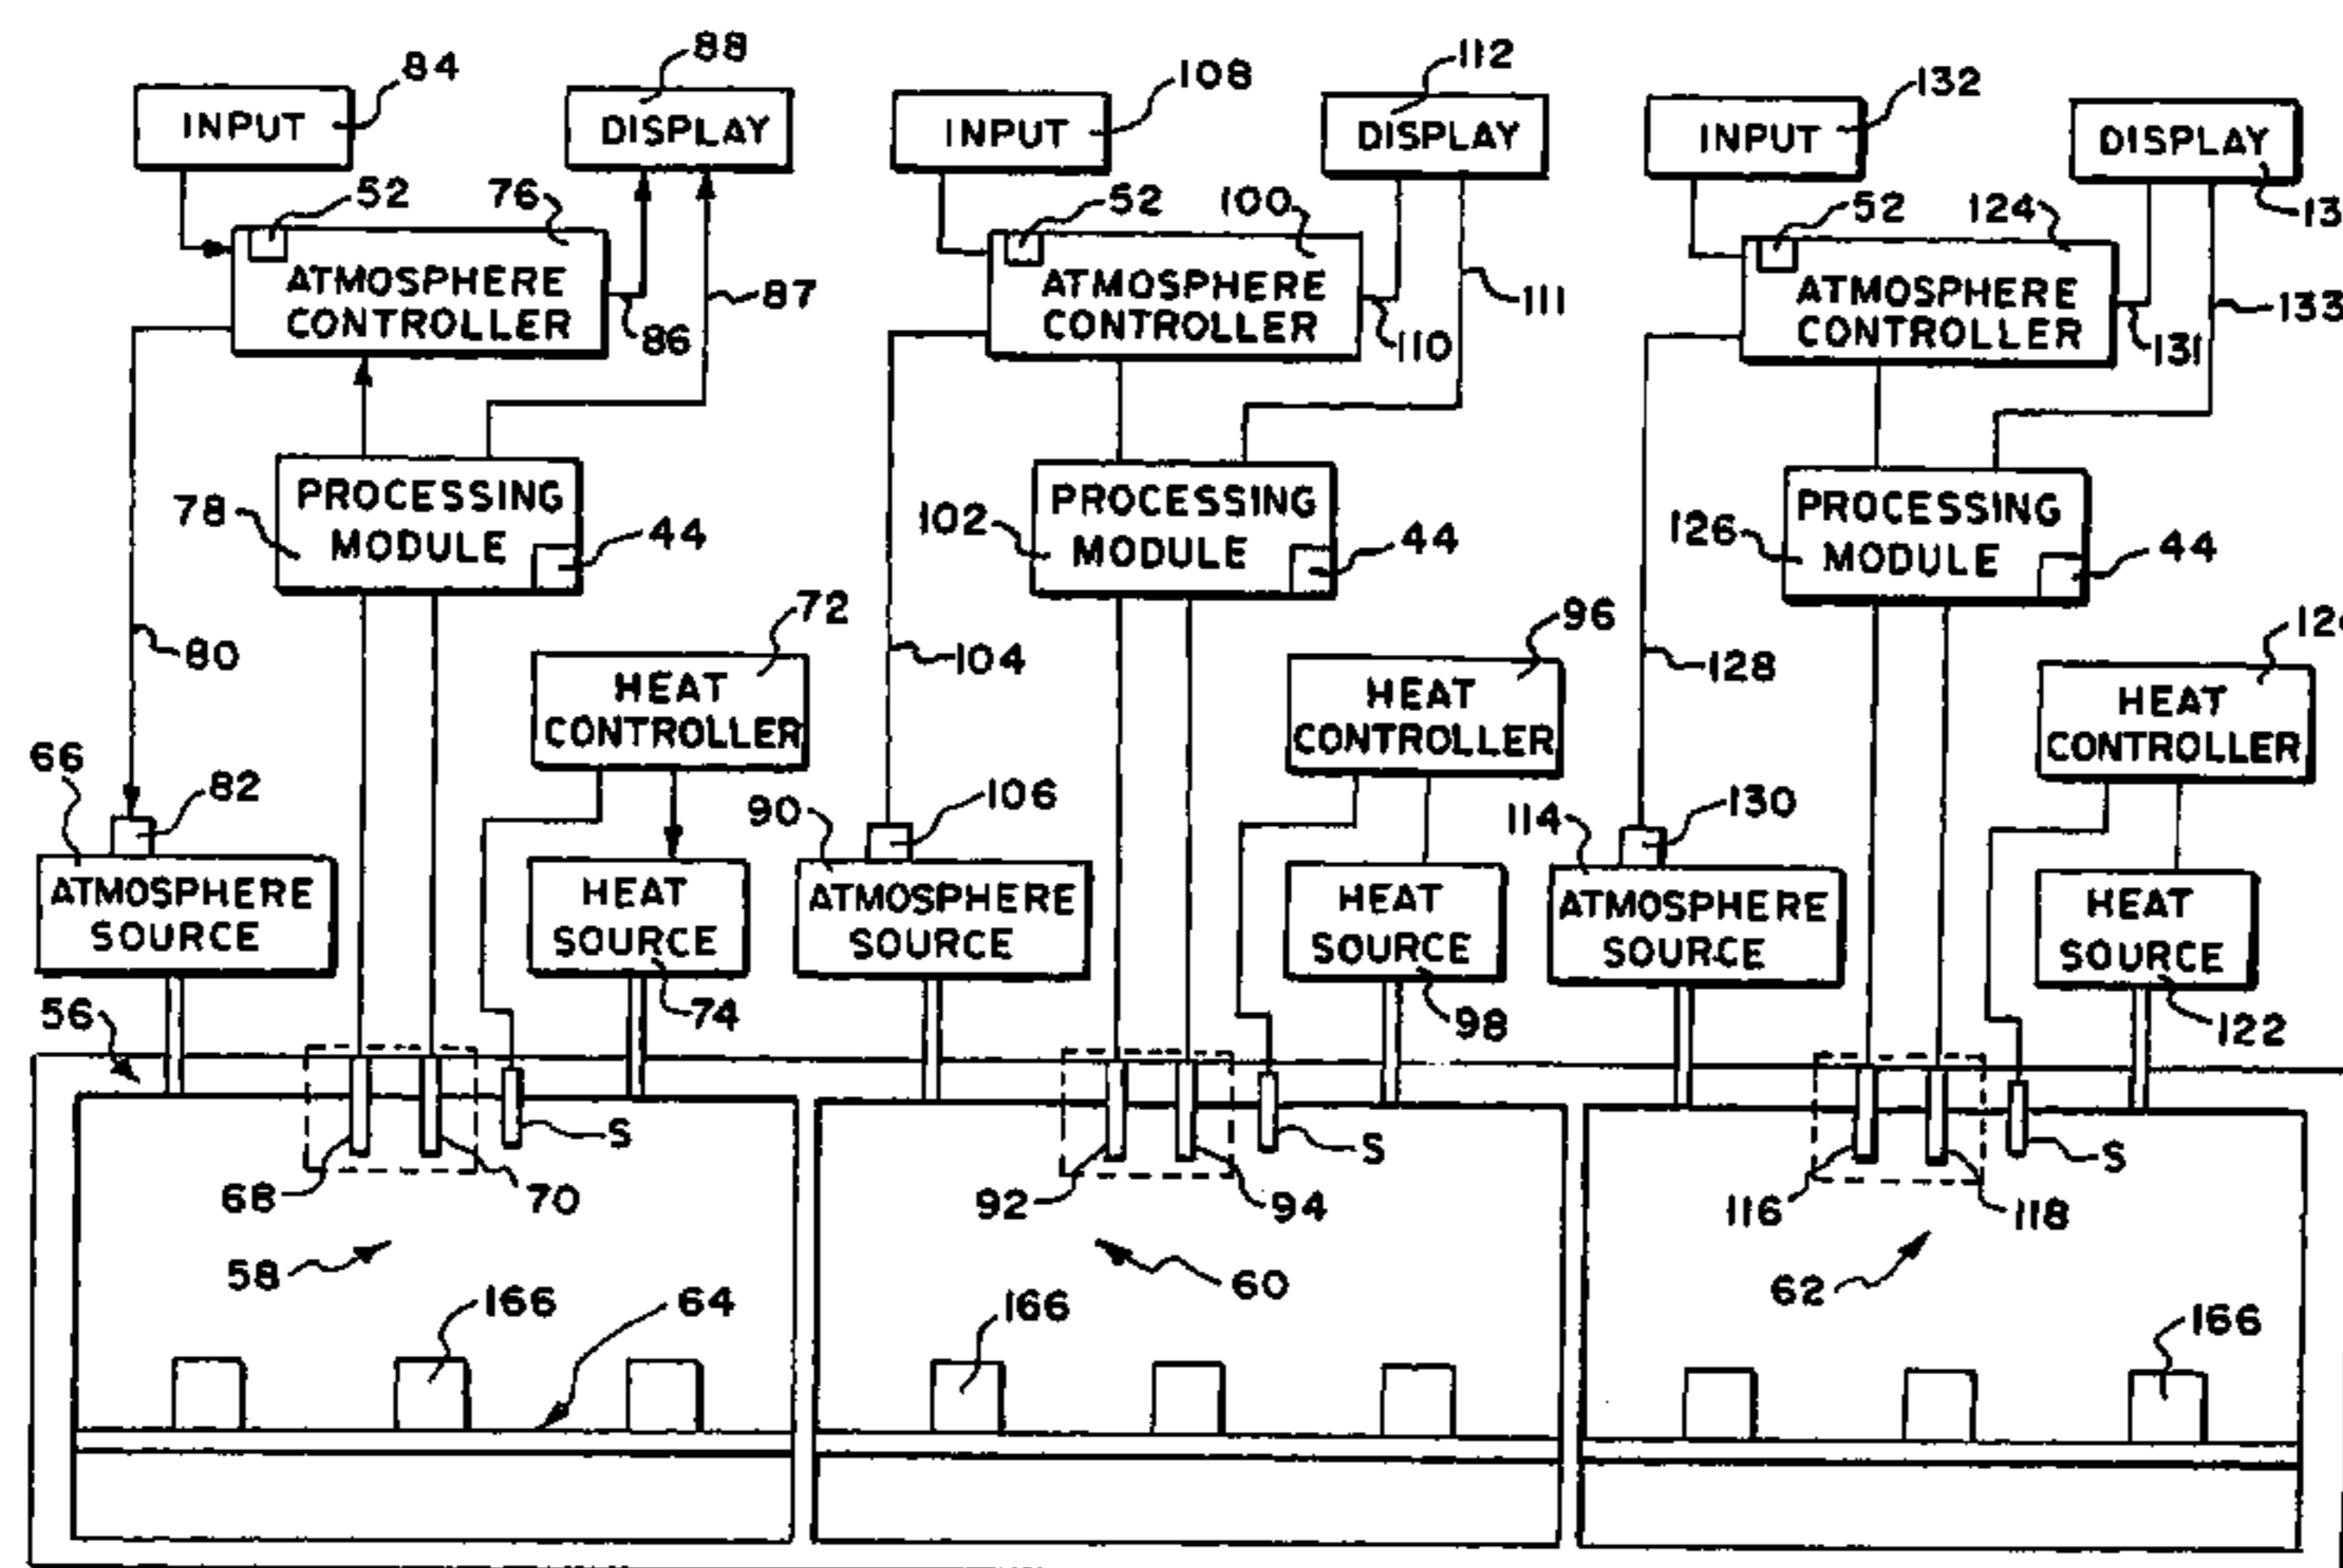 88
84
112
108
132
INPUT
DISPLAY
INPUT
DISPLAY
INPUT
DISPLAY
52
76
52
100
52
124
13
ATMOSPHERE
CONTROLLER
87
86
ATMOSPHERE
CONTROLLER
111
110
ATMOSPHERE
CONTROLLER
133
131
78
PROCESSING
MODULE
44
102
PROCESSING
MODULE
44
126
PROCESSING
MODULE
44
80
72
104
96
128
12
HEAT
CONTROLLER
HEAT
CONTROLLER
HEAT
CONTROLLER
66
82
90
106
114
130
ATMOSPHERE
SOURCE
HEAT
SOURCE
ATMOSPHERE
SOURCE
HEAT
SOURCE
ATMOSPHERE
SOURCE
HEAT
SOURCE
56
74
98
122
68
70
S
92
94
S
116
118
S
58
60
62
166
64
166
166